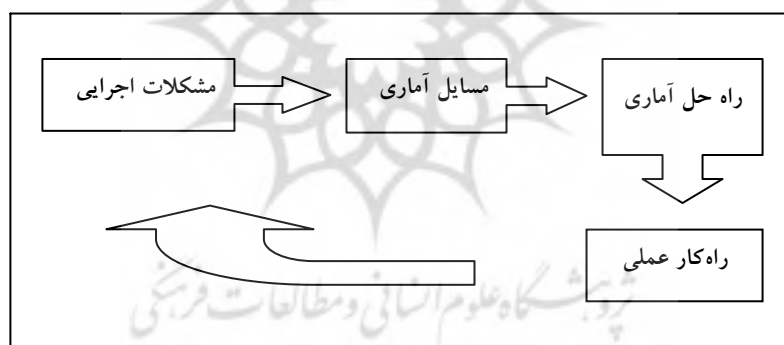 مشکلات اجرایی
مسایل آماری
راه حل آماری
راه‌کار عملی
پژوهشگاه علوم انسانی و مطالعات فرهنگی